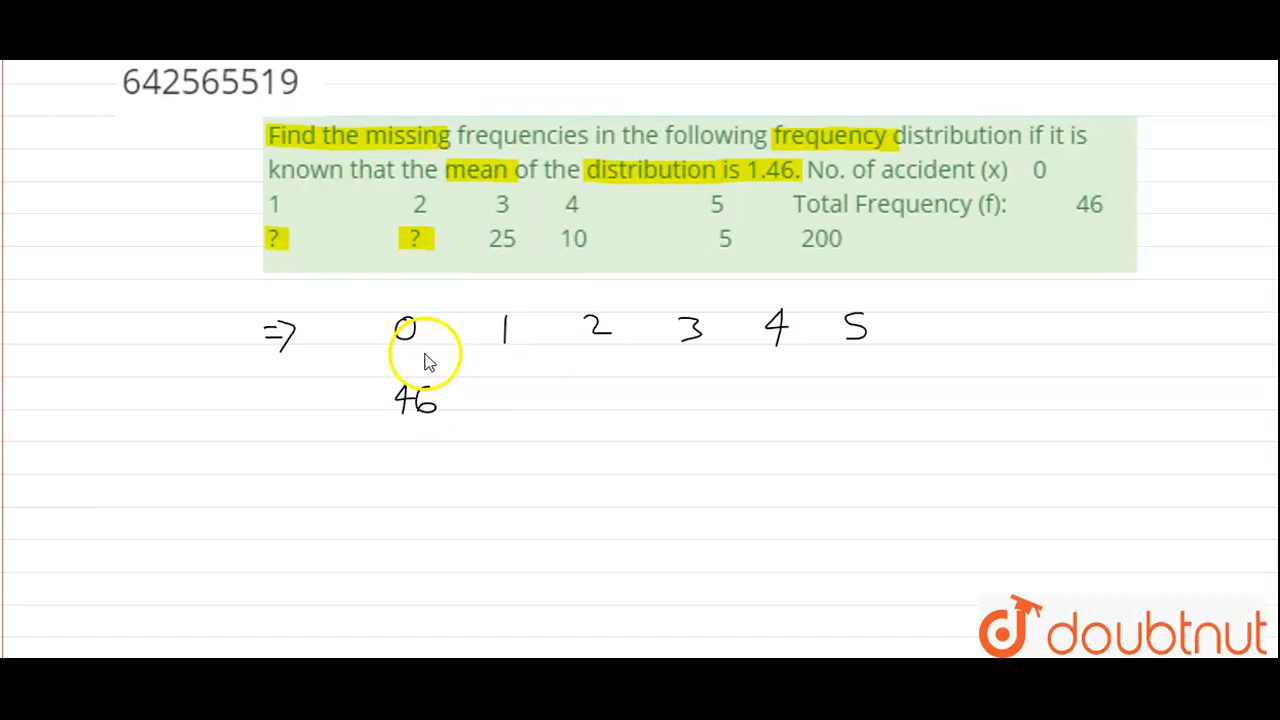 642565519
Find the missing frequencies in the following frequency distribution if it is
known that the mean of the distribution is 1.46. No. of accident (x) 0
1 2 3 4 5 Total Frequency (f): 46
? ? 25 10 5 200
=> 0 1 2 3 4 5
46
doubtnut